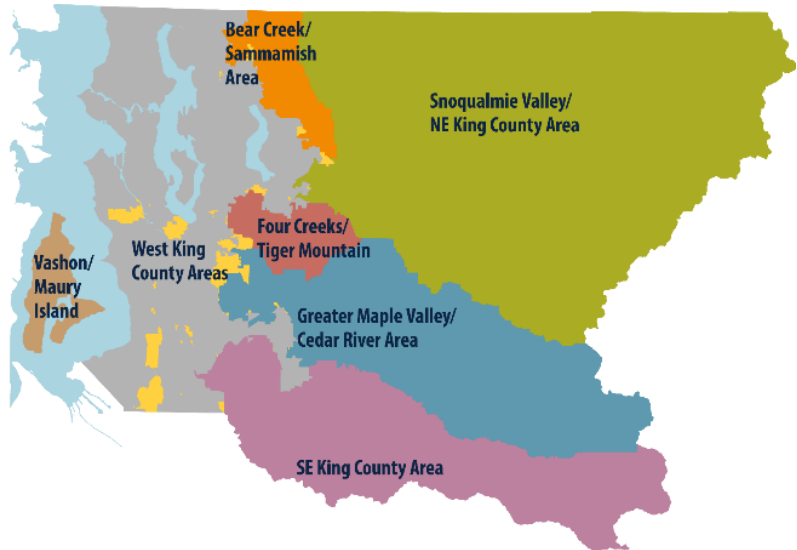 Bear Creek/
Sammamish
Area
Snoqualmie Valley/
NE King County Area
Four Creeks/
Tiger Mountain
West King
County Areas
Vashon/
Maury
Island
Greater Maple Valley/
Cedar River Area
SE King County Area